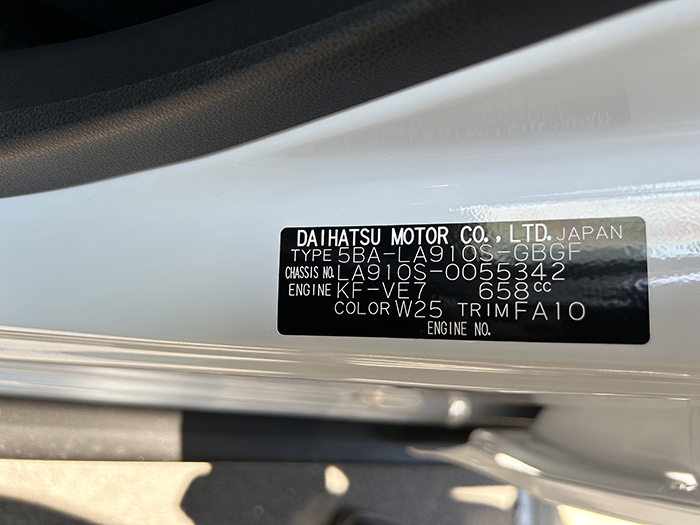 DAIHATSU MOTOR CO., LTD. JAPAN
TYPE 5BA-LA910S-GBGF
CHASSIS NO. LA910S-0055342
ENGINE KF-VE7 658cc
COLOR W25 TRIM FA10
ENGINE NO.